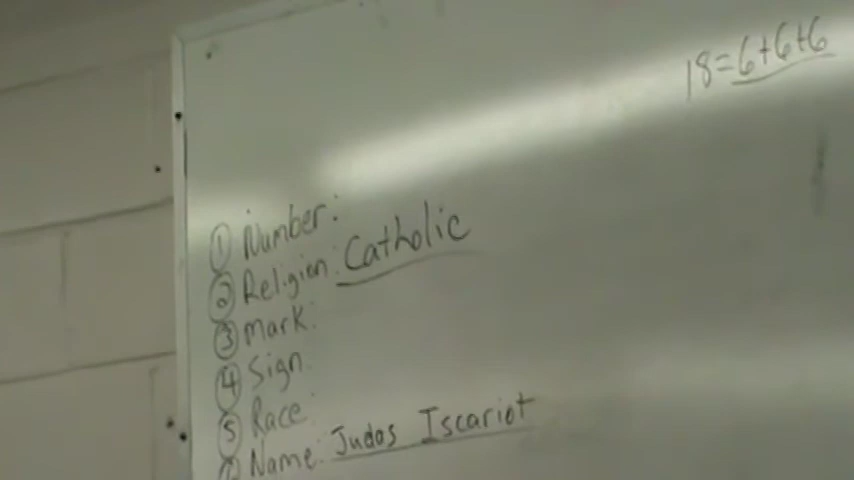 18=6+6+6
① Number:
② Religion: Catholic
③ Mark:
④ Sign:
⑤ Race:
Name: Judas Iscariot